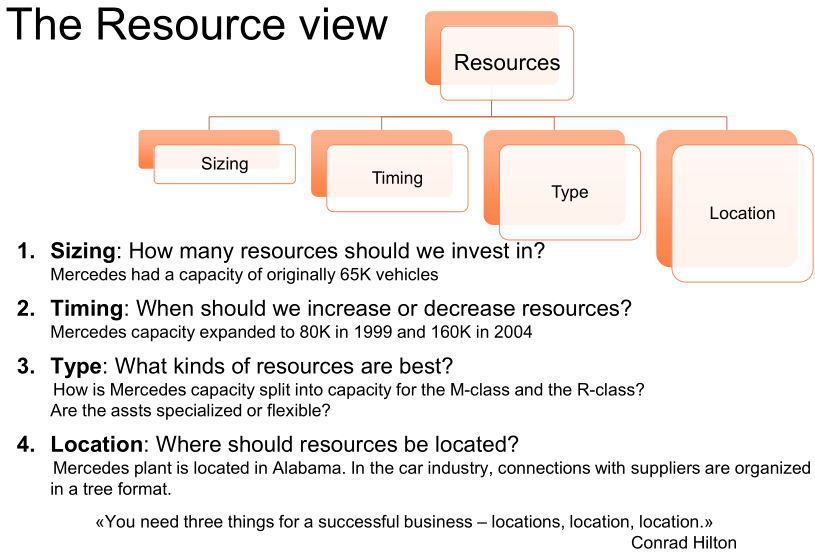 The Resource view
Resources
Sizing
Timing
Type
Location
1. Sizing: How many resources should we invest in?
Mercedes had a capacity of originally 65K vehicles
2. Timing: When should we increase or decrease resources?
Mercedes capacity expanded to 80K in 1999 and 160K in 2004
3. Type: What kinds of resources are best?
How is Mercedes capacity split into capacity for the M-class and the R-class?
Are the assts specialized or flexible?
4. Location: Where should resources be located?
Mercedes plant is located in Alabama. In the car industry, connections with suppliers are organized
in a tree format.
«You need three things for a successful business – locations, location, location.»
Conrad Hilton